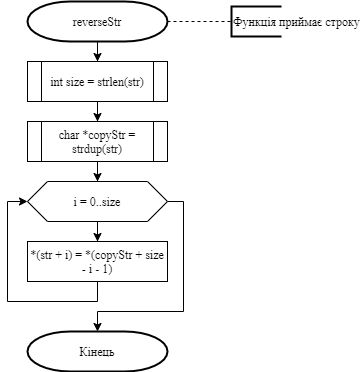 reverseStr
Функція приймає строку
int size = strlen(str)
char *copyStr =
strdup(str)
i = 0..size
*(str + i) = *(copyStr + size
- i - 1)
Кінець